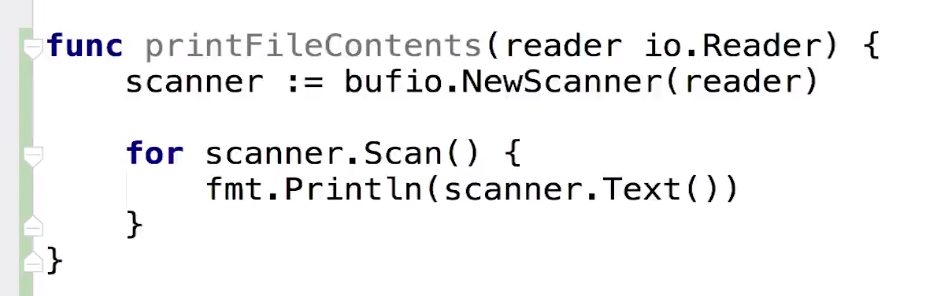 func printFileContents(reader io.Reader) {
    scanner := bufio.NewScanner(reader)
    for scanner.Scan() {
        fmt.Println(scanner.Text())
    }
}